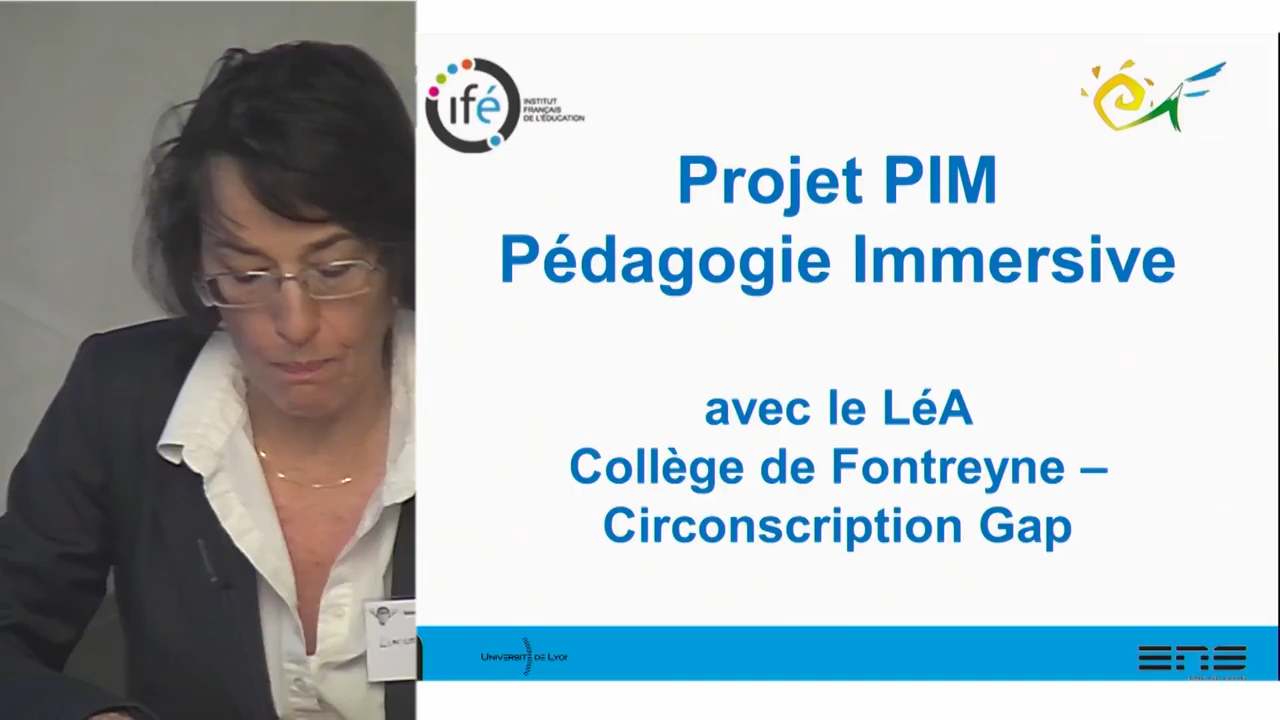 ifé
INSTITUT
FRANÇAIS
DE L'ÉDUCATION
Projet PIM
Pédagogie Immersive
avec le LéA
Collège de Fontreyne –
Circonscription Gap
UNIVERSITÉ DE LYON
ENS